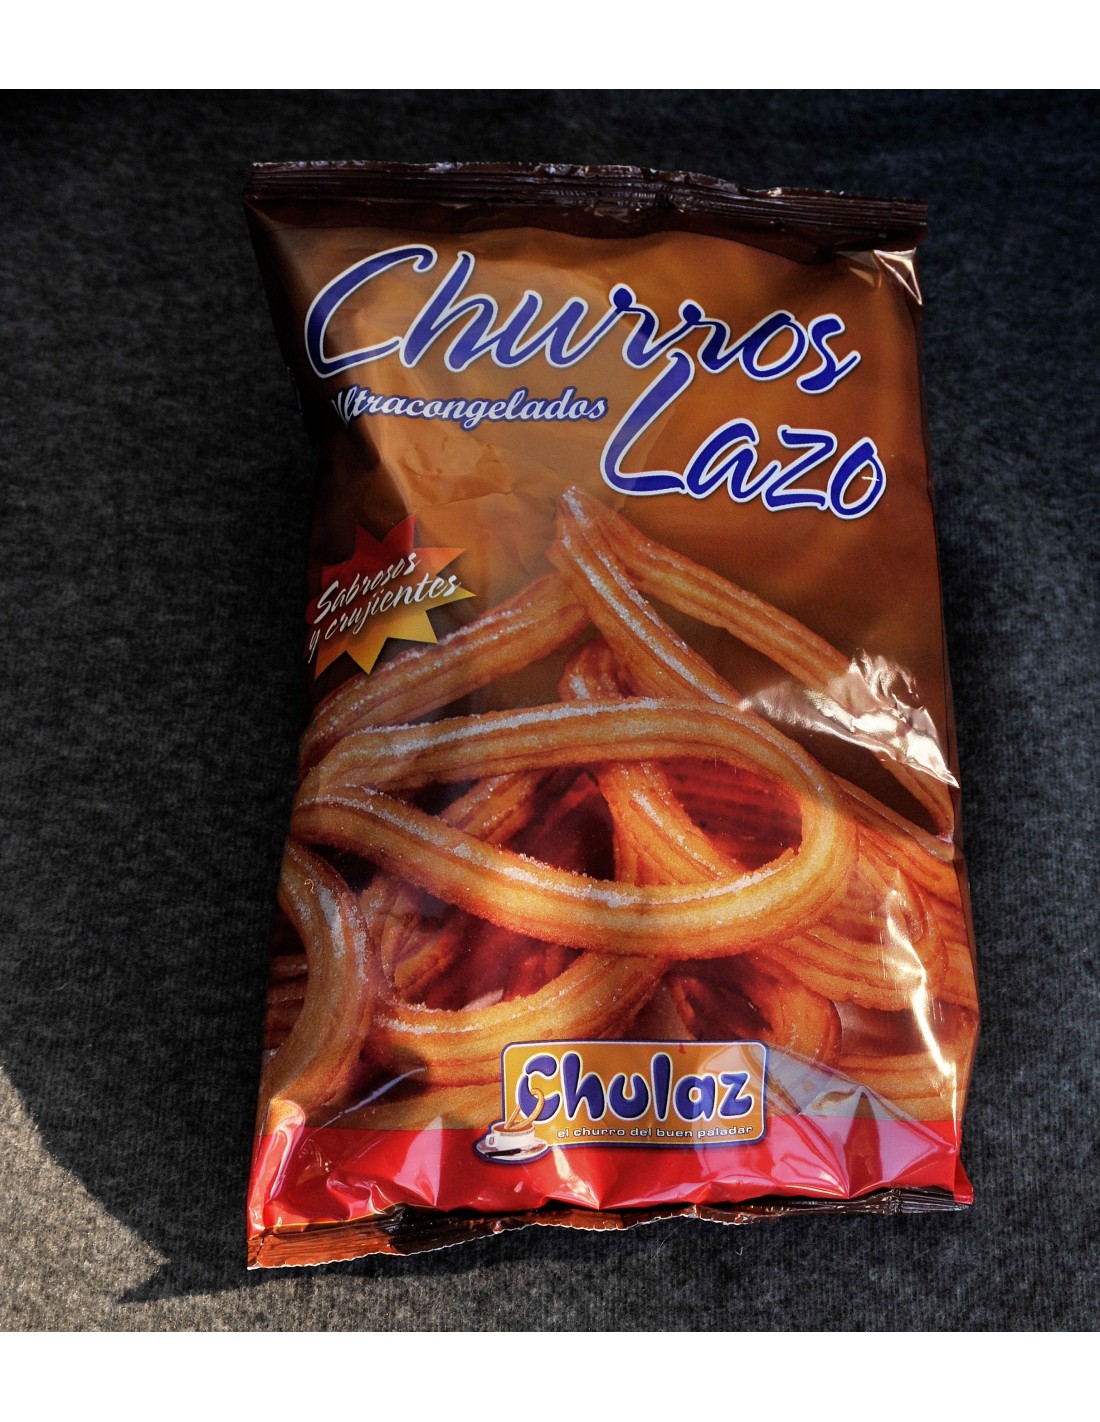 Churros
Ultracongelados
Lazo
Sabrosos
y crujientes
Chulaz
el churro del buen paladar